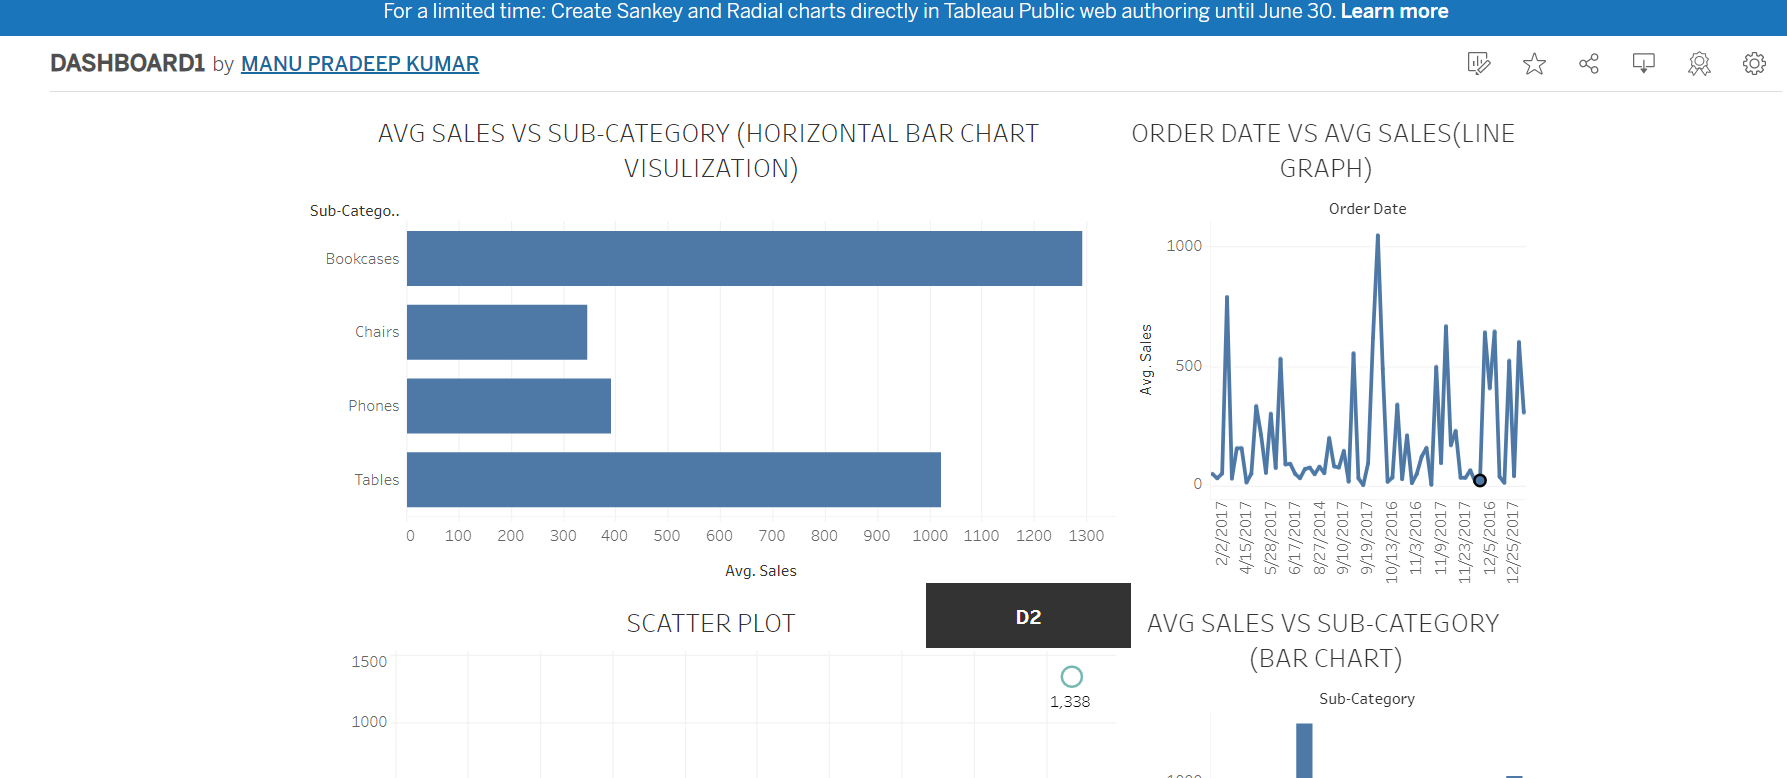 For a limited time: Create Sankey and Radial charts directly in Tableau Public web authoring until June 30. Learn more
DASHBOARD1 by MANU PRADEEP KUMAR
AVG SALES VS SUB-CATEGORY (HORIZONTAL BAR CHART
VISULIZATION)
Sub-Catego..
Bookcases
Chairs
Phones
Tables
0 100 200 300 400 500 600 700 800 900 1000 1100 1200 1300
Avg. Sales
ORDER DATE VS AVG SALES(LINE
GRAPH)
Order Date
Avg. Sales
1000
500
0
2/2/2017
4/15/2017
5/28/2017
6/17/2017
8/27/2014
9/10/2017
9/19/2017
10/13/2016
11/3/2016
11/9/2017
11/23/2017
12/5/2016
12/25/2017
SCATTER PLOT
D2
1500
1000
1,338
AVG SALES VS SUB-CATEGORY
(BAR CHART)
Sub-Category
1000